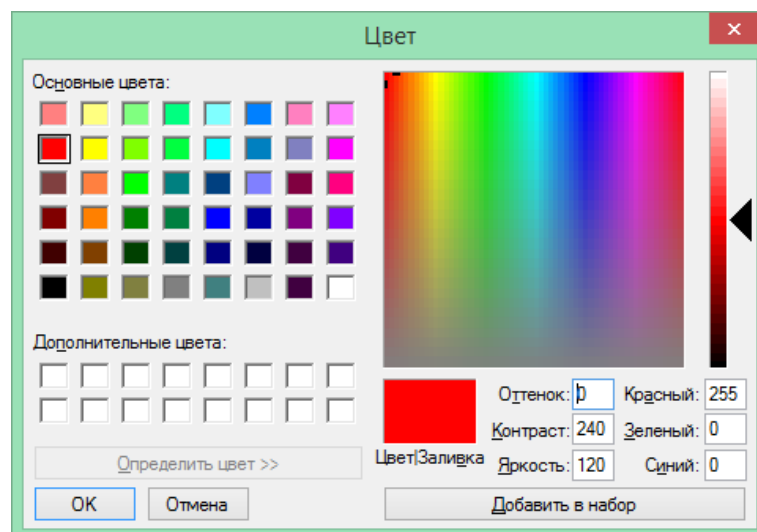 Цвет
Основные цвета:
Дополнительные цвета:
Определить цвет >>
OK
Отмена
Цвет|Заливка
Оттенок: 0
Контраст: 240
Яркость: 120
Красный: 255
Зеленый: 0
Синий: 0
Добавить в набор